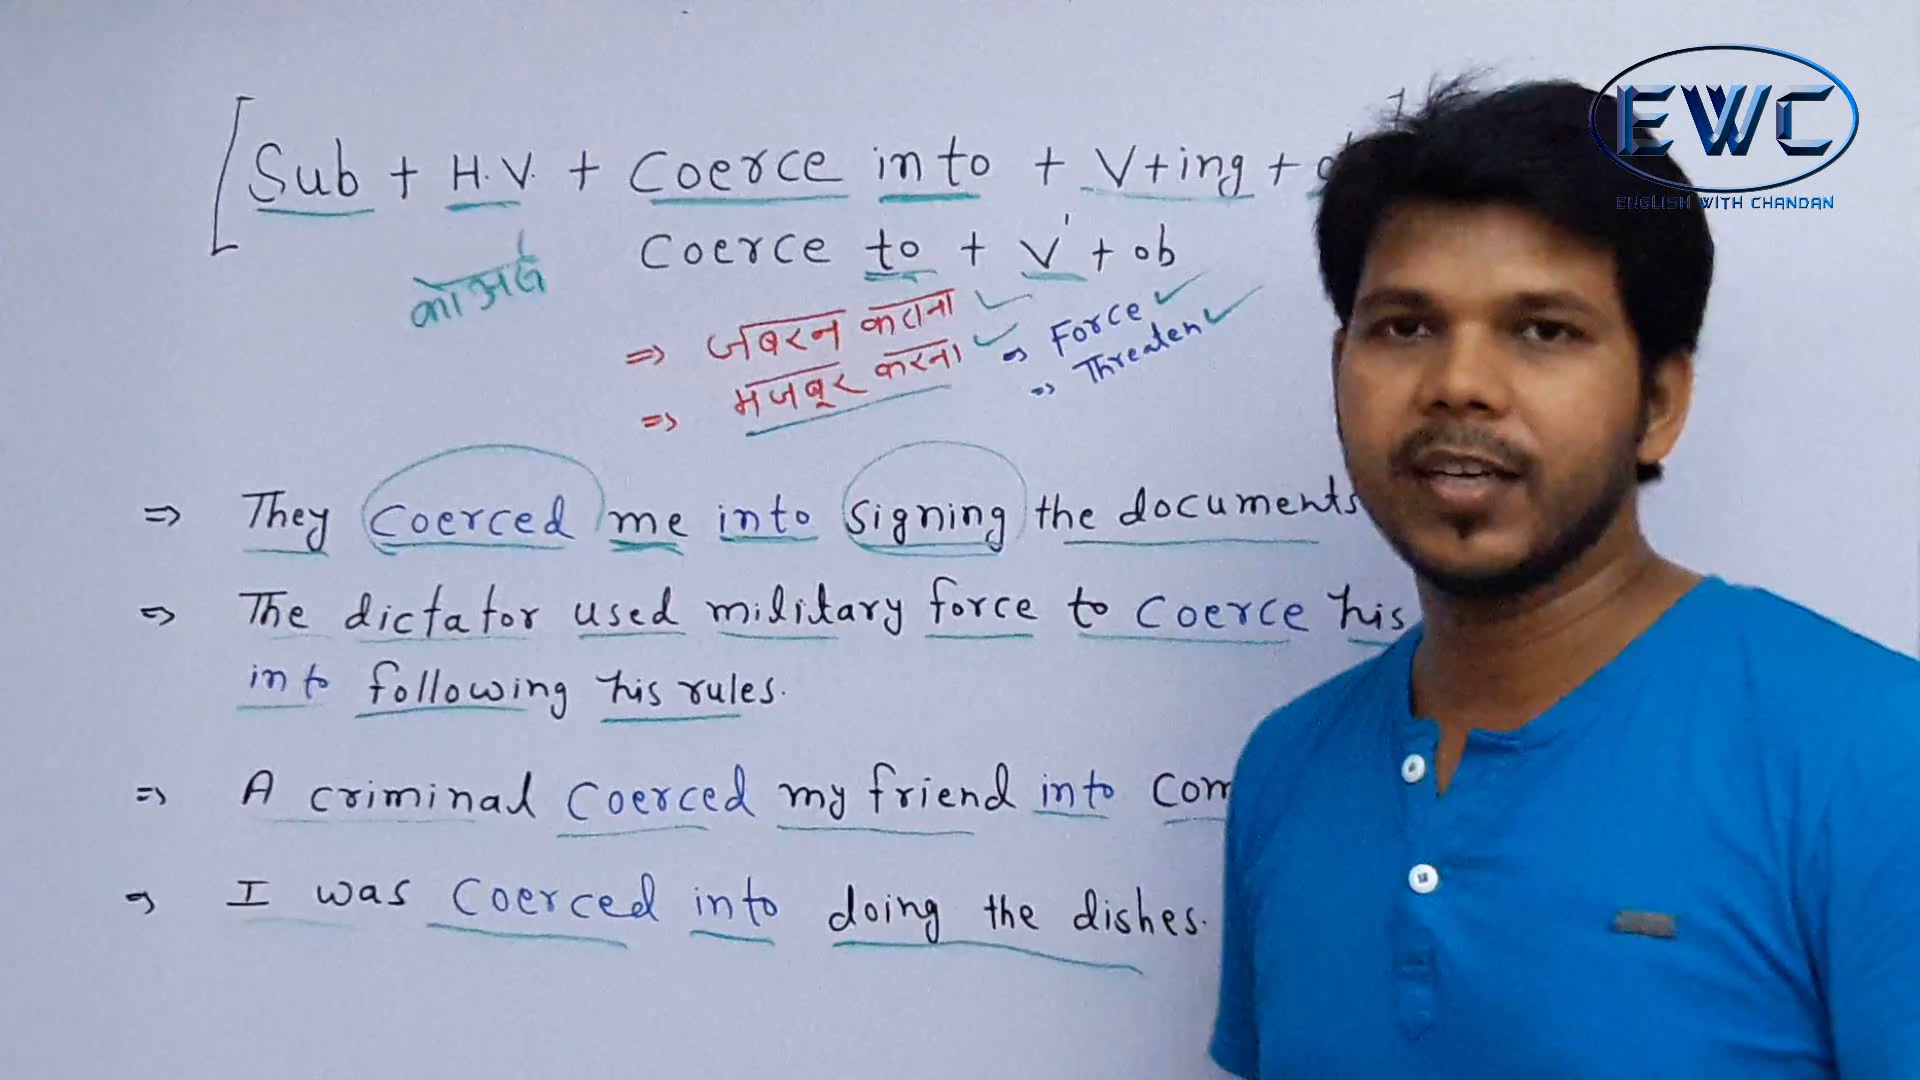 EWC
ENGLISH WITH CHANDAN
[Sub + H.V. + Coerce into + V+ing +
Coerce to + V' + ob
कोअर्स
=> जबरन कराना ✓ => Force ✓
=> मजबूर करना ✓ => Threaten ✓
=> They Coerced me into signing the documents
=> The dictator used military force to coerce his
into following his rules.
=> A criminal Coerced my friend into
=> I was Coerced into doing the dishes.